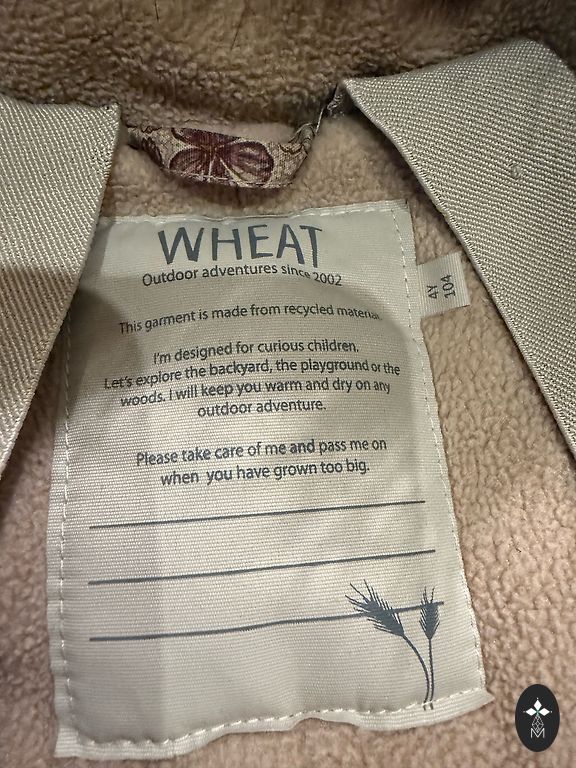 WHEAT
Outdoor adventures since 2002
This garment is made from recycled material.
I'm designed for curious children.
Let's explore the backyard, the playground or the
woods. I will keep you warm and dry on any
outdoor adventure.
Please take care of me and pass me on
when you have grown too big.
4Y
104
M